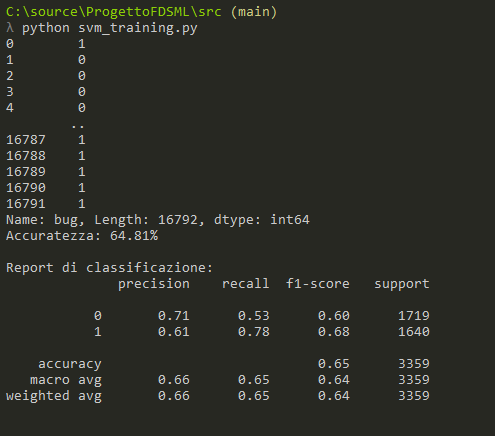 C:\source\ProgettoFDSML\src (main)
λ python svm_training.py
0        1
1        0
2        0
3        0
4        0
        ..
16787    1
16788    1
16789    1
16790    1
16791    1
Name: bug, Length: 16792, dtype: int64
Accuratezza: 64.81%

Report di classificazione:
              precision    recall  f1-score   support

           0       0.71      0.53      0.60      1719
           1       0.61      0.78      0.68      1640

    accuracy                           0.65      3359
   macro avg       0.66      0.65      0.64      3359
weighted avg       0.66      0.65      0.64      3359